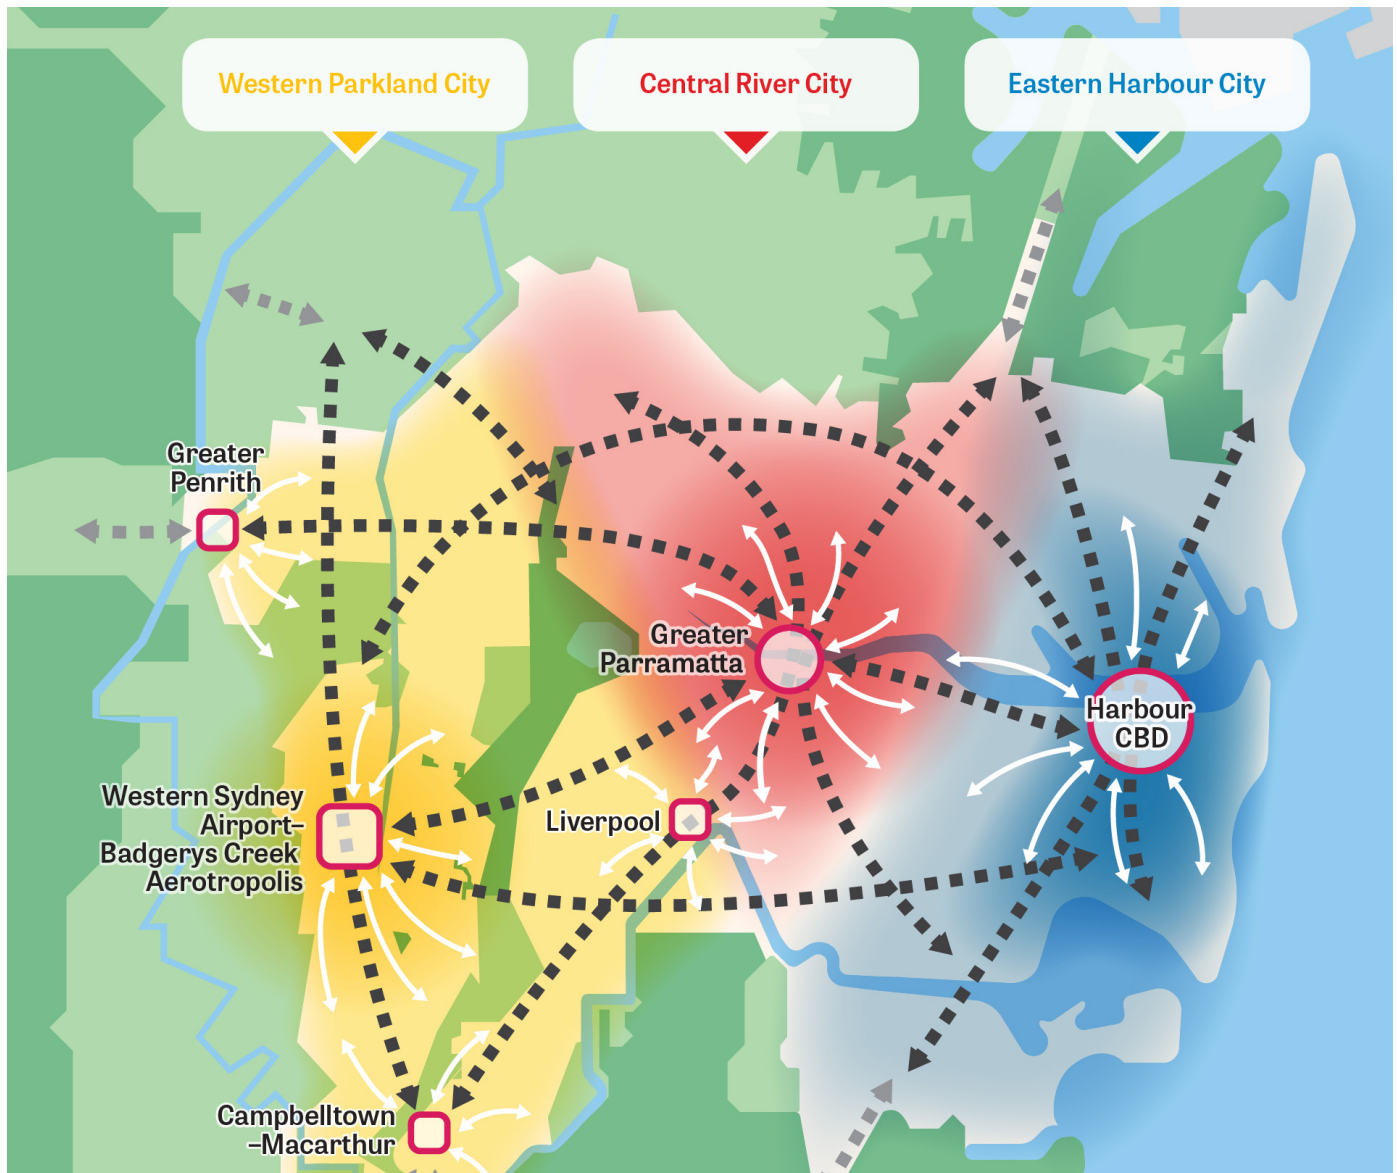 Western Parkland City
Central River City
Eastern Harbour City
Greater
Penrith
Greater
Parramatta
Harbour
CBD
Western Sydney
Airport–
Badgerys Creek
Aerotropolis
Liverpool
Campbelltown
–Macarthur